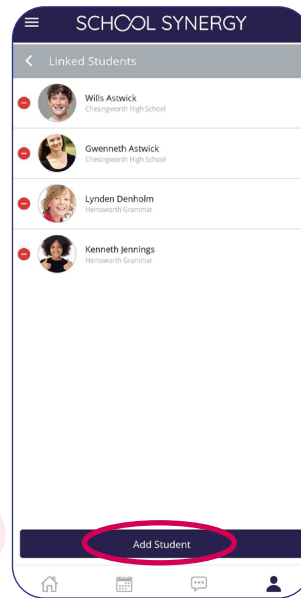 SCHOOL SYNERGY
Linked Students
Wills Astwick
Chesingworth High School
Gwenneth Astwick
Chesingworth High School
Lynden Denholm
Hemsworth Grammar
Kenneth Jennings
Hemsworth Grammar
Add Student